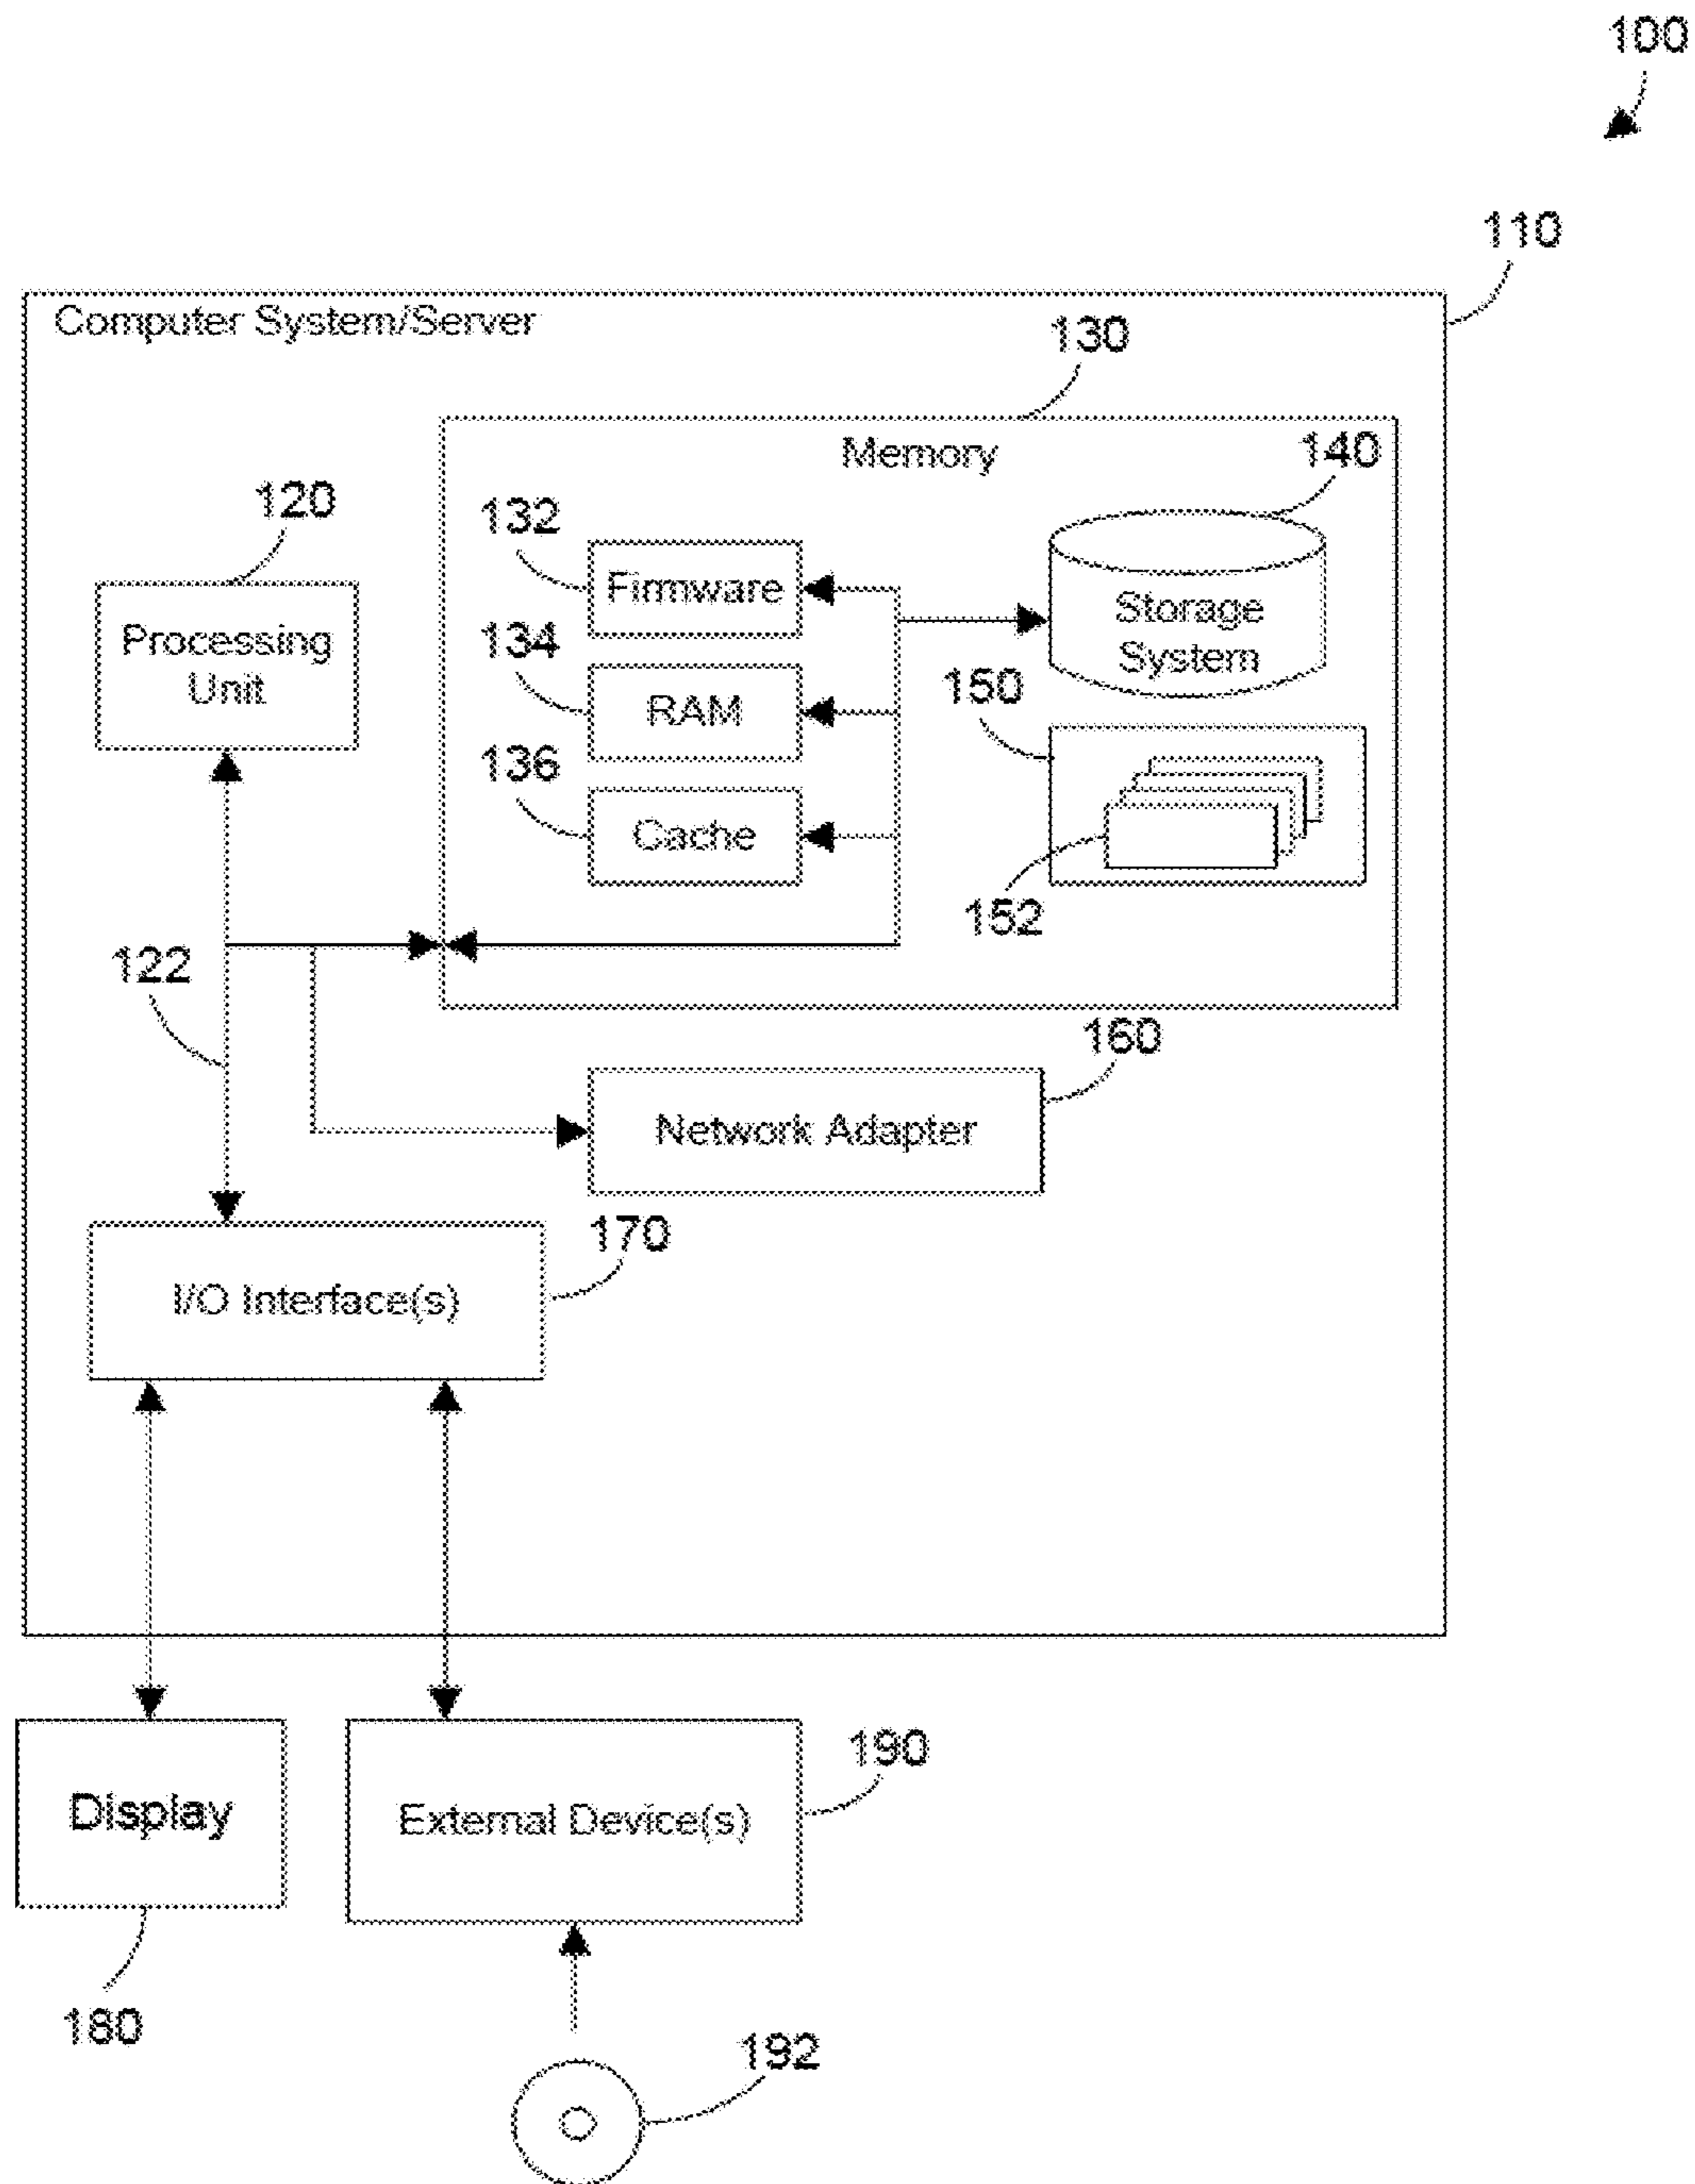 100
110
Computer System/Server
130
Memory
140
120
132
Firmware
Processing
Unit
134
Storage
System
RAM
150
136
Cache
152
122
160
Network Adapter
170
I/O Interface(s)
190
Display
External Device(s)
180
192